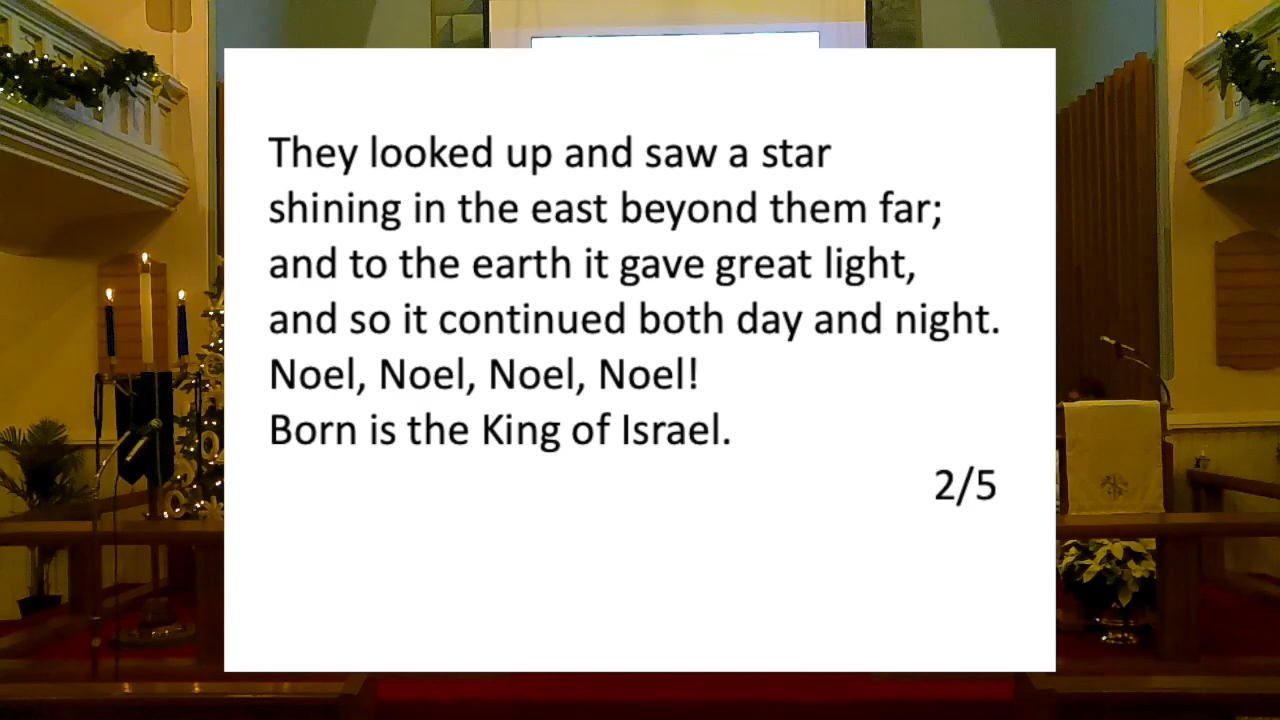 They looked up and saw a star
shining in the east beyond them far;
and to the earth it gave great light,
and so it continued both day and night.
Noel, Noel, Noel, Noel!
Born is the King of Israel.
2/5